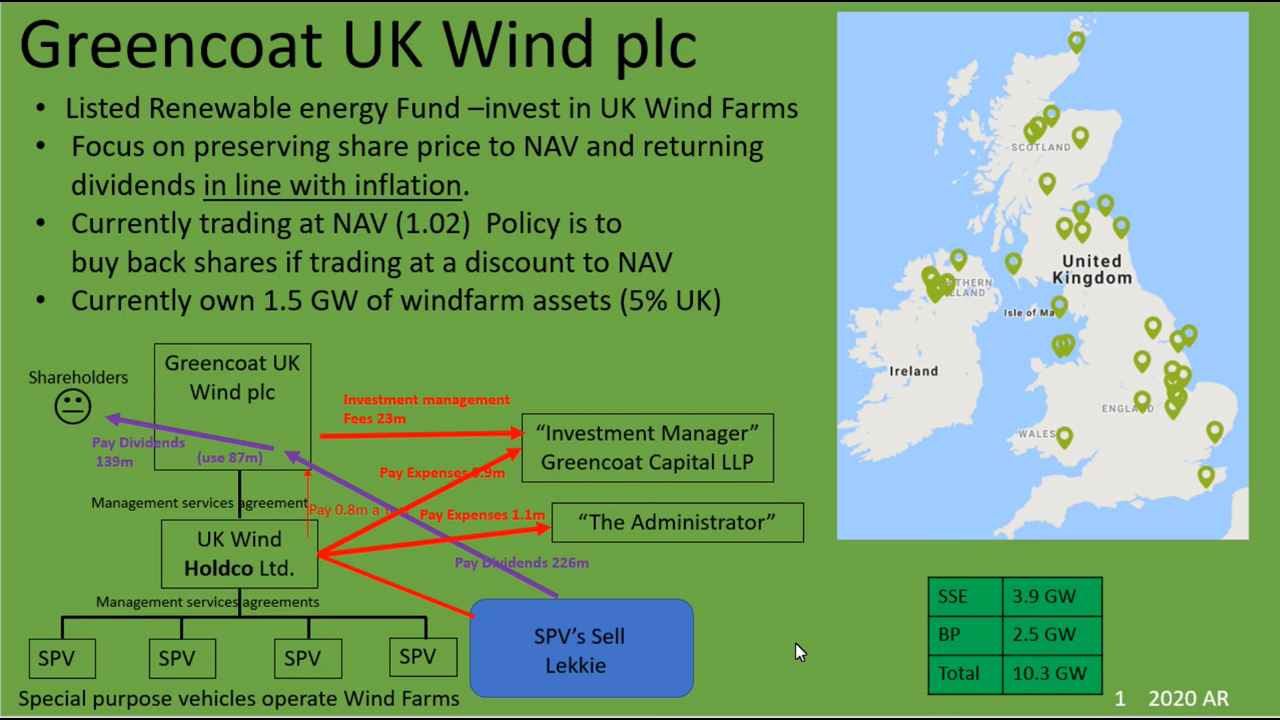 Greencoat UK Wind plc
• Listed Renewable energy Fund –invest in UK Wind Farms
• Focus on preserving share price to NAV and returning
dividends in line with inflation.
• Currently trading at NAV (1.02) Policy is to
buy back shares if trading at a discount to NAV
• Currently own 1.5 GW of windfarm assets (5% UK)
Shareholders
Greencoat UK
Wind plc
Pay Dividends
139m
(use 87m)
Investment management
Fees 23m
"Investment Manager"
Greencoat Capital LLP
Pay Expenses
Management services agreement
Pay 0.8m a
Pay Expenses 1.1m
"The Administrator"
UK Wind
Holdco Ltd.
Pay Dividends 226m
Management services agreements
SPV
SPV
SPV
SPV
SPV's Sell
Lekkie
Special purpose vehicles operate Wind Farms
SCOTLAND
United
Kingdom
Isle of Ma
Ireland
ENGLAND
WALES
SSE 3.9 GW
BP 2.5 GW
Total 10.3 GW
1 2020 AR